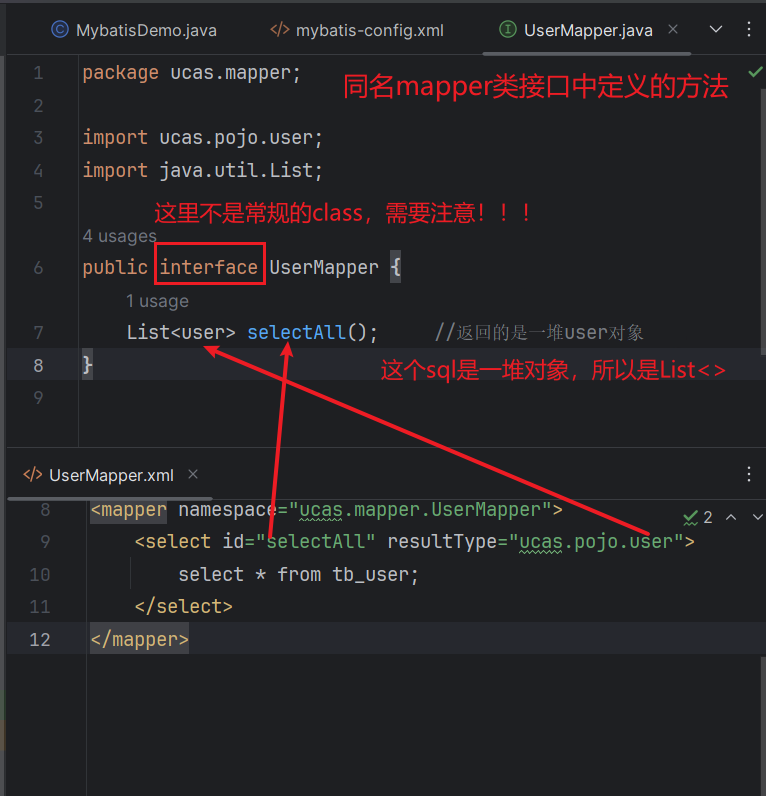 MybatisDemo.java mybatis-config.xml UserMapper.java
1 package ucas.mapper;
同名mapper类接口中定义的方法
2
3 import ucas.pojo.user;
4 import java.util.List;
5
这里不是常规的class，需要注意！！！
4 usages
6 public interface UserMapper {
1 usage
7 List<user> selectAll(); //返回的是一堆user对象
8 }
这个sql是一堆对象，所以是List<>
9
UserMapper.xml
8 <mapper namespace="ucas.mapper.UserMapper">
2
9 <select id="selectAll" resultType="ucas.pojo.user">
10 select * from tb_user;
11 </select>
12 </mapper>